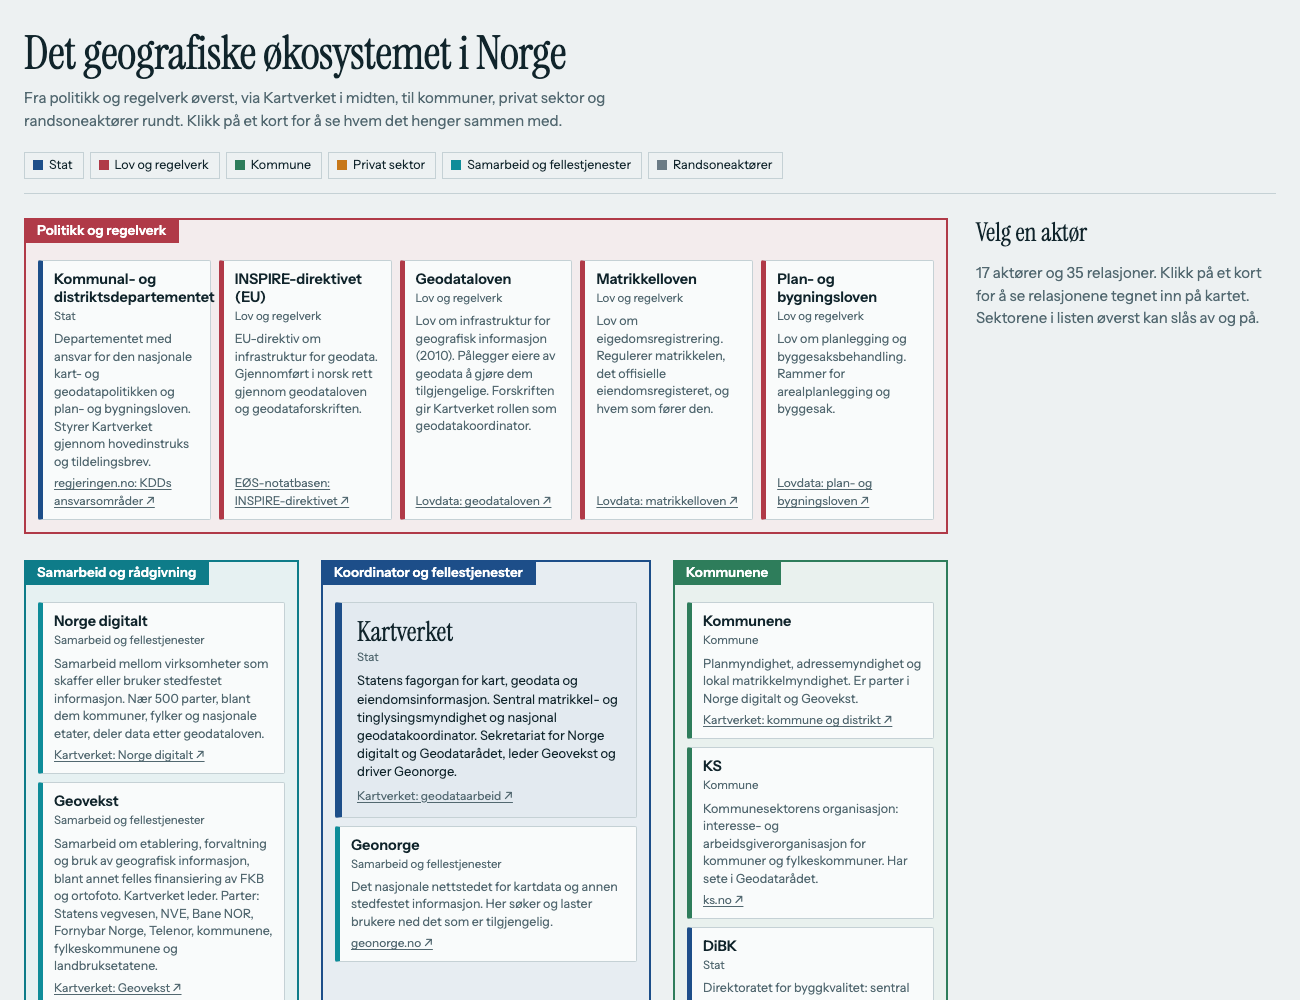 Det geografiske økosystemet i Norge
Fra politikk og regelverk øverst, via Kartverket i midten, til kommuner, privat sektor og
randsoneaktører rundt. Klikk på et kort for å se hvem det henger sammen med.
Stat
Lov og regelverk
Kommune
Privat sektor
Samarbeid og fellestjenester
Randsoneaktører
Politikk og regelverk
Kommunal- og
distriktsdepartementet
Stat
Departementet med
ansvar for den nasjonale
kart- og
geodatapolitikken og
plan- og bygningsloven.
Styrer Kartverket
gjennom hovedinstruks
og tildelingsbrev.
regjeringen.no: KDDs
ansvarsområder ↗
INSPIRE-direktivet
(EU)
Lov og regelverk
EU-direktiv om
infrastruktur for geodata.
Gjennomført i norsk rett
gjennom geodataloven
og geodataforskriften.
EØS-notatbasen:
INSPIRE-direktivet ↗
Geodataloven
Lov og regelverk
Lov om infrastruktur for
geografisk informasjon
(2010). Pålegger eiere av
geodata å gjøre dem
tilgjengelige. Forskriften
gir Kartverket rollen som
geodatakoordinator.
Lovdata: geodataloven ↗
Matrikkelloven
Lov og regelverk
Lov om
eigedomsregistrering.
Regulerer matrikkelen,
det offisielle
eiendomsregisteret, og
hvem som fører den.
Lovdata: matrikkelloven ↗
Plan- og
bygningsloven
Lov og regelverk
Lov om planlegging og
byggesaksbehandling.
Rammer for
arealplanlegging og
byggesak.
Lovdata: plan- og
bygningsloven ↗
Velg en aktør
17 aktører og 35 relasjoner. Klikk på et kort
for å se relasjonene tegnet inn på kartet.
Sektorene i listen øverst kan slås av og på.
Samarbeid og rådgivning
Norge digitalt
Samarbeid og fellestjenester
Samarbeid mellom virksomheter som
skaffer eller bruker stedfestet
informasjon. Nær 500 parter, blant
dem kommuner, fylker og nasjonale
etater, deler data etter geodataloven.
Kartverket: Norge digitalt ↗
Geovekst
Samarbeid og fellestjenester
Samarbeid om etablering, forvaltning
og bruk av geografisk informasjon,
blant annet felles finansiering av FKB
og ortofoto. Kartverket leder. Parter:
Statens vegvesen, NVE, Bane NOR,
Fornybar Norge, Telenor, kommunene,
fylkeskommunene og
landbruksetatene.
Kartverket: Geovekst ↗
Koordinator og fellestjenester
Kartverket
Stat
Statens fagorgan for kart, geodata og
eiendomsinformasjon. Sentral matrikkel- og
tinglysingsmyndighet og nasjonal
geodatakoordinator. Sekretariat for Norge
digitalt og Geodatarådet, leder Geovekst og
driver Geonorge.
Kartverket: geodataarbeid ↗
Geonorge
Samarbeid og fellestjenester
Det nasjonale nettstedet for kartdata og annen
stedfestet informasjon. Her søker og laster
brukere ned det som er tilgjengelig.
geonorge.no ↗
Kommunene
Kommunene
Kommune
Planmyndighet, adressemyndighet og
lokal matrikkelmyndighet. Er parter i
Norge digitalt og Geovekst.
Kartverket: kommune og distrikt ↗
KS
Kommune
Kommunesektorens organisasjon:
interesse- og
arbeidsgiverorganisasjon for
kommuner og fylkeskommuner. Har
sete i Geodatarådet.
ks.no ↗
DiBK
Stat
Direktoratet for byggkvalitet: sentral